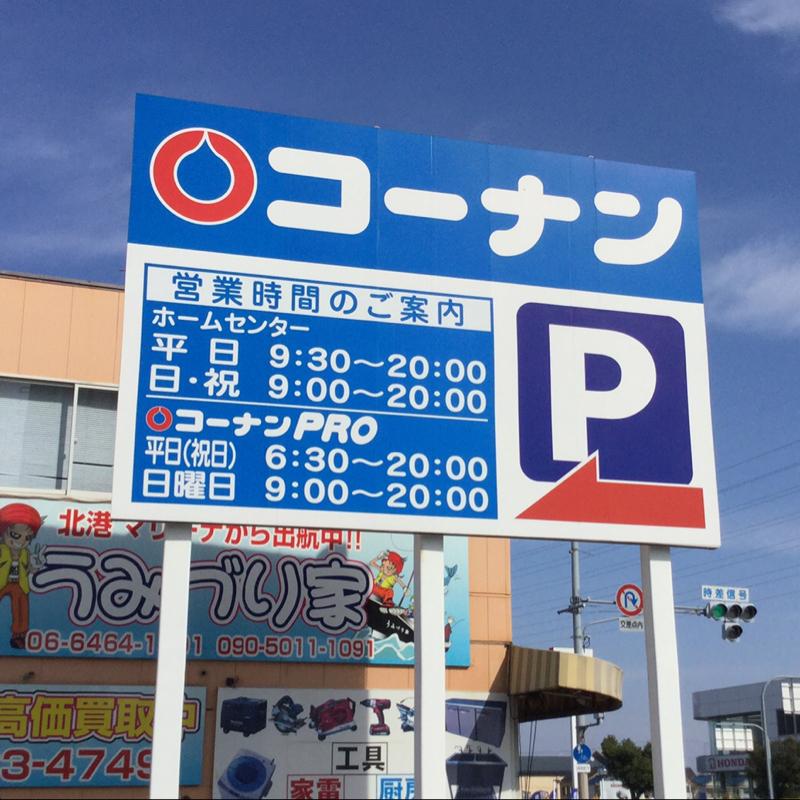 コーナン
営業時間のご案内
ホームセンター
平日 9:30〜20:00
日・祝 9:00〜20:00
コーナンPRO
平日(祝日) 6:30〜20:00
日曜日 9:00〜20:00
P
北港マリーナから出航中!!
うみづり家
090-5011-1091
時差信号
交差点内
高価買取中
3-4749
工具
家電
厨房
HONDA